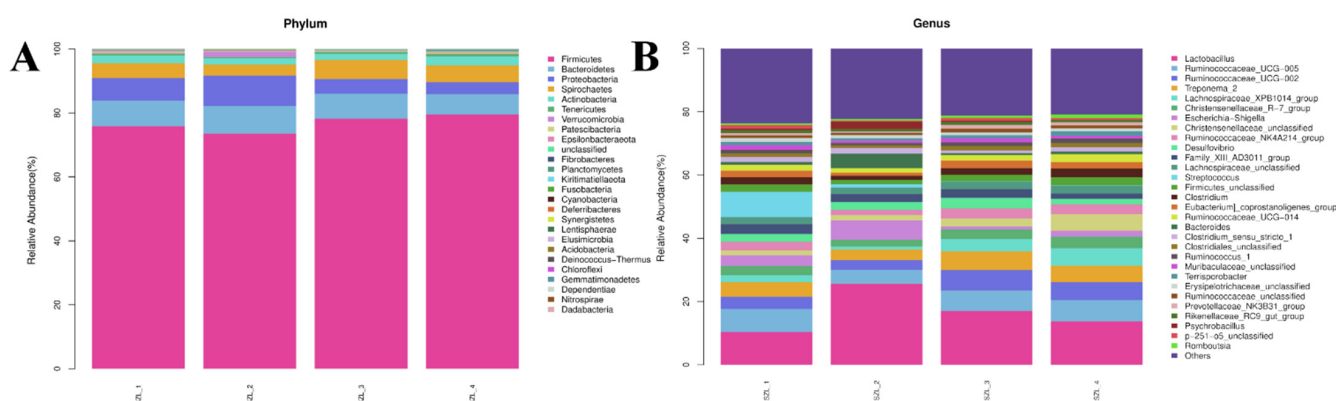 A
Phylum
Relative Abundance(%)
100
80
60
40
20
0
SZL_1
SZL_2
SZL_3
SZL_4
Firmicutes
Bacteroidetes
Proteobacteria
Spirochaetes
Actinobacteria
Tenericutes
Verrucomicrobia
Patescibacteria
Epsilonbacteraeota
unclassified
Fibrobacteres
Planctomycetes
Kiritimatiellaeota
Fusobacteria
Cyanobacteria
Deferribacteres
Synergistetes
Lentisphaerae
Elusimicrobia
Acidobacteria
Deinococcus-Thermus
Chloroflexi
Gemmatimonadetes
Dependentiae
Nitrospirae
Dadabacteria
B
Genus
Relative Abundance(%)
100
80
60
40
20
0
SZL_1
SZL_2
SZL_3
SZL_4
Lactobacillus
Ruminococcaceae_UCG-005
Ruminococcaceae_UCG-002
Treponema_2
Lachnospiraceae_XPB1014_group
Christensenellaceae_R-7_group
Escherichia-Shigella
Christensenellaceae_unclassified
Ruminococcaceae_NK4A214_group
Desulfovibrio
Family_XIII_AD3011_group
Lachnospiraceae_unclassified
Streptococcus
Firmicutes_unclassified
Clostridium
Eubacterium]_coprostanoligenes_group
Ruminococcaceae_UCG-014
Bacteroides
Clostridium_sensu_stricto_1
Clostridiales_unclassified
Ruminococcus_1
Muribaculaceae_unclassified
Terrisporobacter
Erysipelotrichaceae_unclassified
Ruminococcaceae_unclassified
Prevotellaceae_NK3B31_group
Rikenellaceae_RC9_gut_group
Psychrobacillus
p-251-o5_unclassified
Romboutsia
Others